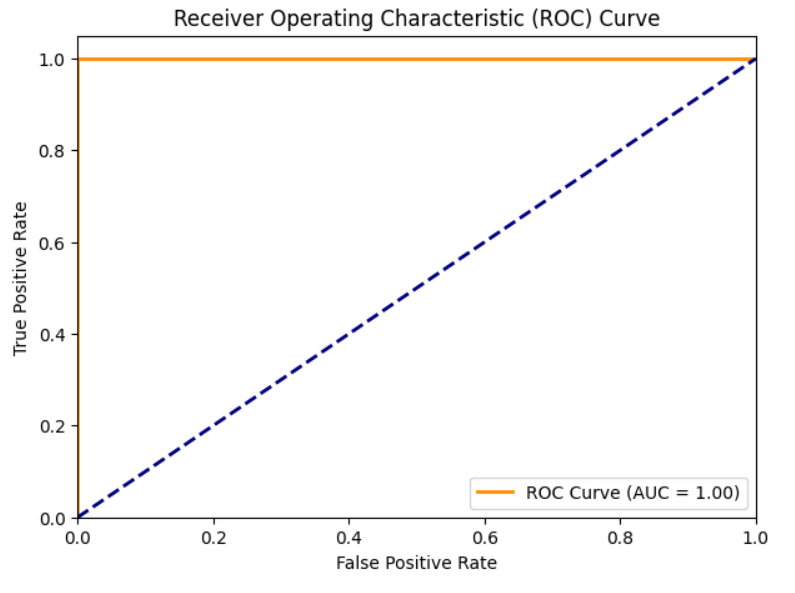 Receiver Operating Characteristic (ROC) Curve
1.0
0.8
0.6
0.4
0.2
0.0
True Positive Rate
ROC Curve (AUC = 1.00)
0.0 0.2 0.4 0.6 0.8 1.0
False Positive Rate